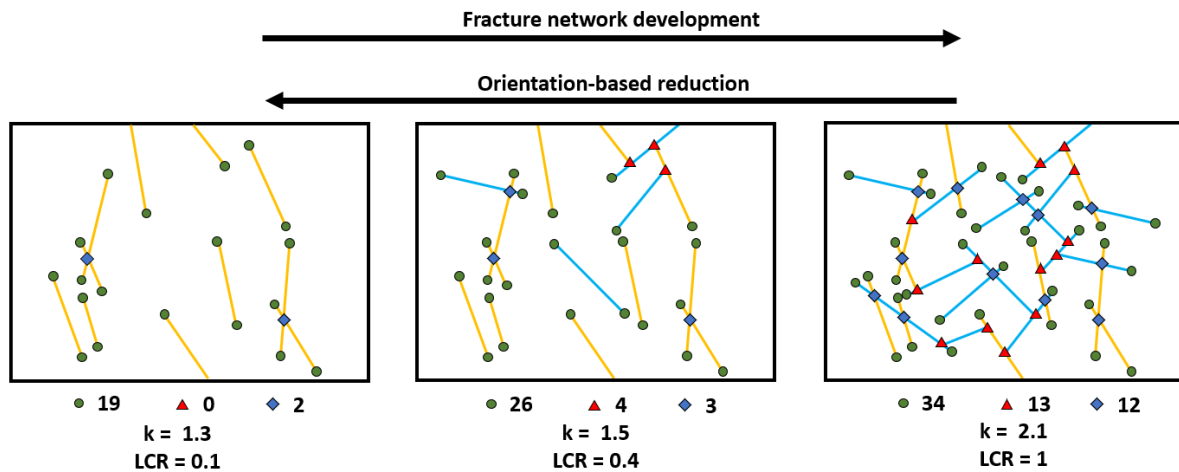 Fracture network development
Orientation-based reduction
19 0 2
k = 1.3
LCR = 0.1
26 4 3
k = 1.5
LCR = 0.4
34 13 12
k = 2.1
LCR = 1